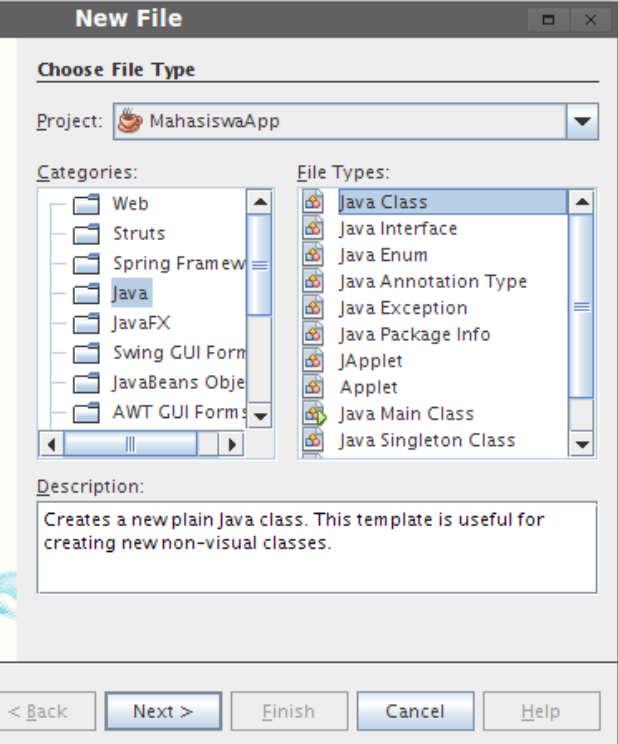 New File
Choose File Type
Project: MahasiswaApp
Categories:
Web
Struts
Spring Framew
Java
JavaFX
Swing GUI Form
JavaBeans Obje
AWT GUI Forms
File Types:
Java Class
Java Interface
Java Enum
Java Annotation Type
Java Exception
Java Package Info
JApplet
Applet
Java Main Class
Java Singleton Class
Description:
Creates a new plain Java class. This template is useful for
creating new non-visual classes.
< Back Next > Finish Cancel Help